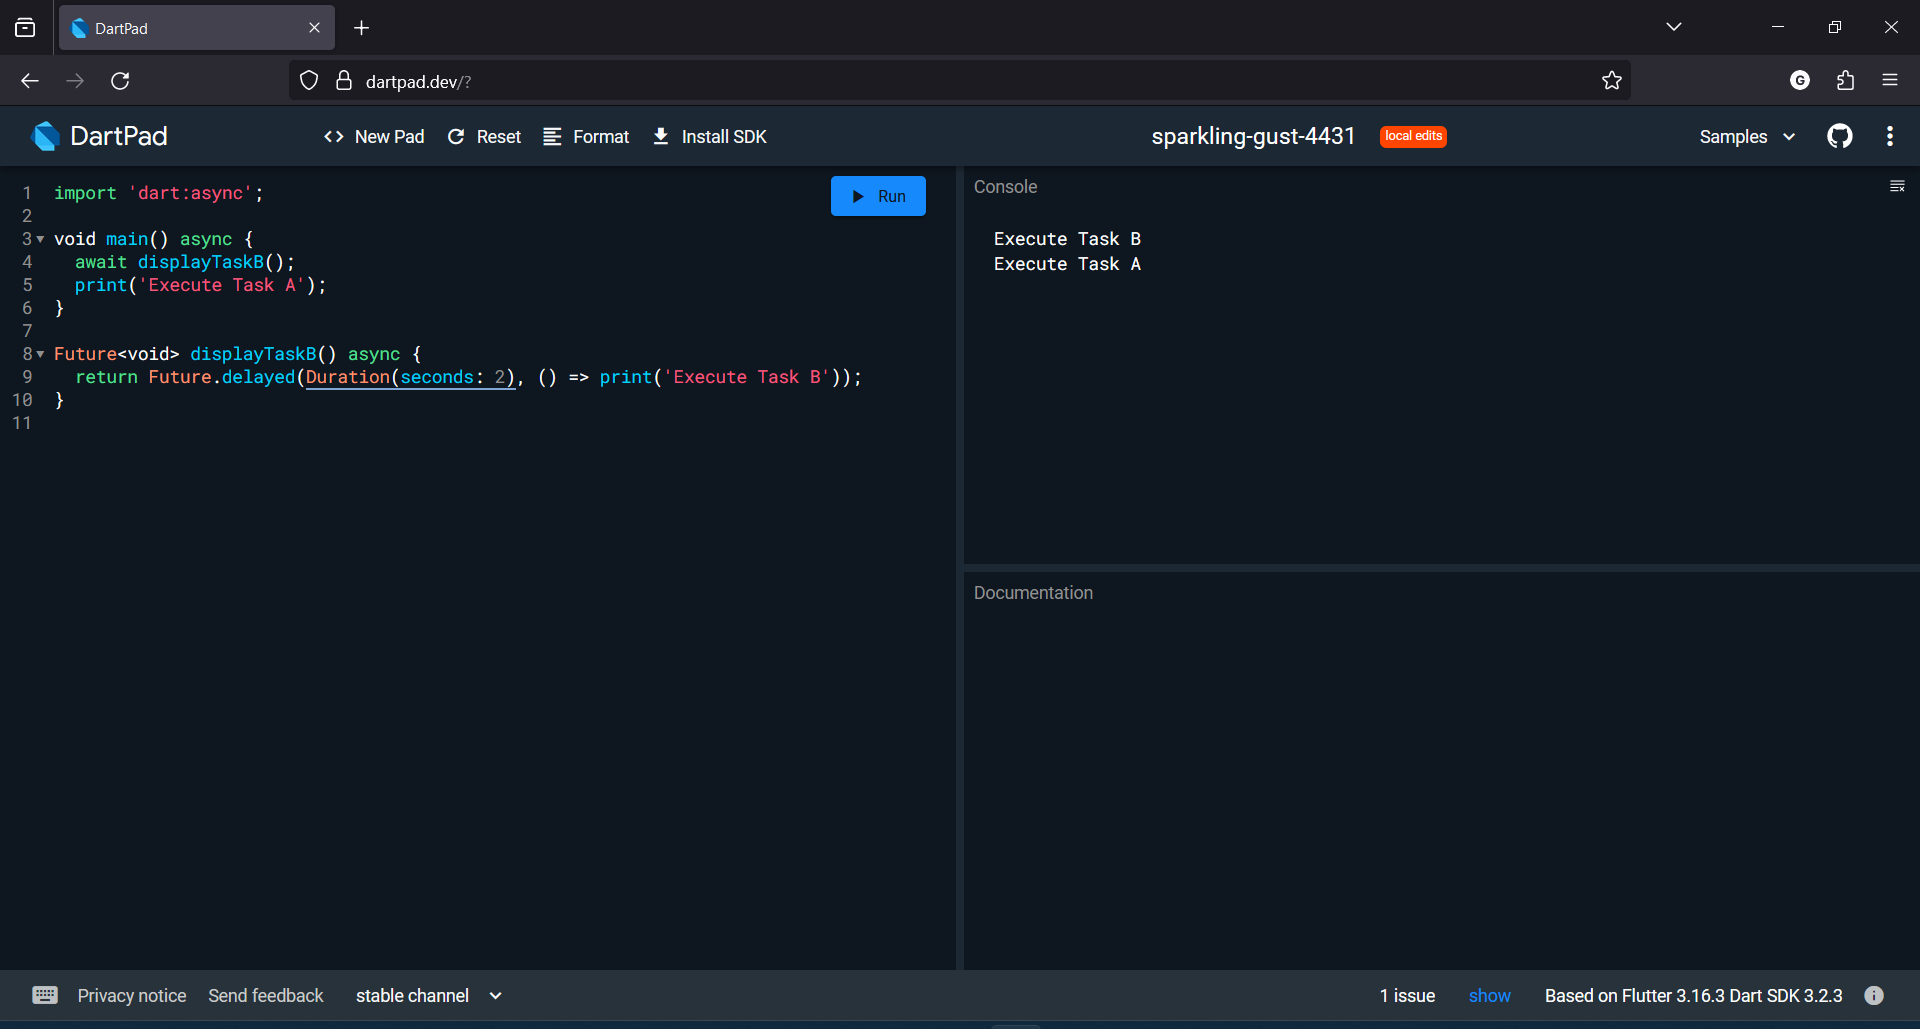 DartPad
dartpad.dev/?
DartPad
<> New Pad Reset Format Install SDK
sparkling-gust-4431 local edits
Samples
1 import 'dart:async';
2
3 void main() async {
4 await displayTaskB();
5 print('Execute Task A');
6 }
7
8 Future<void> displayTaskB() async {
9 return Future.delayed(Duration(seconds: 2), () => print('Execute Task B'));
10 }
11
Run
Console
Execute Task B
Execute Task A
Documentation
Privacy notice Send feedback stable channel
1 issue show Based on Flutter 3.16.3 Dart SDK 3.2.3
G